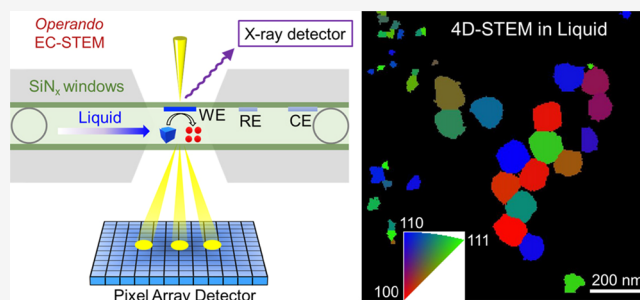 Operando
EC-STEM
X-ray detector
SiNx windows
Liquid
WE
RE
CE
Pixel Array Detector
4D-STEM in Liquid
110
111
100
200 nm